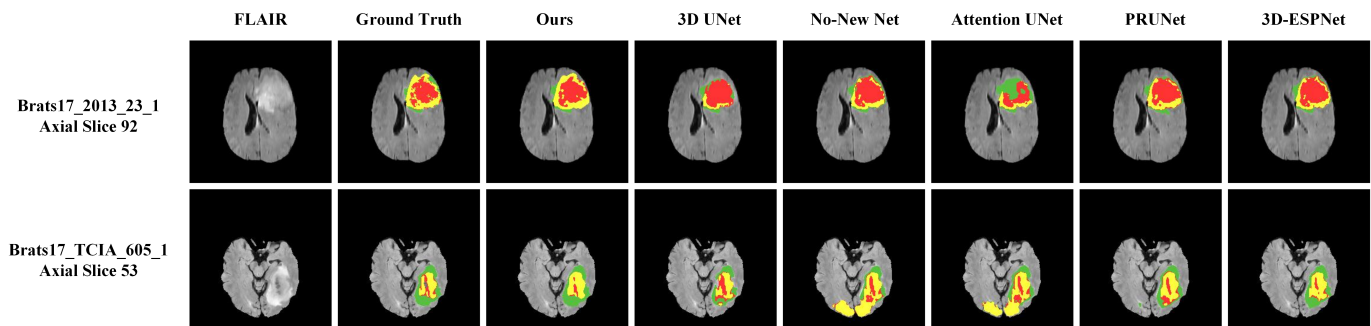 FLAIR Ground Truth Ours 3D UNet No-New Net Attention UNet PRUNet 3D-ESPNet
Brats17_2013_23_1
Axial Slice 92
Brats17_TCIA_605_1
Axial Slice 53